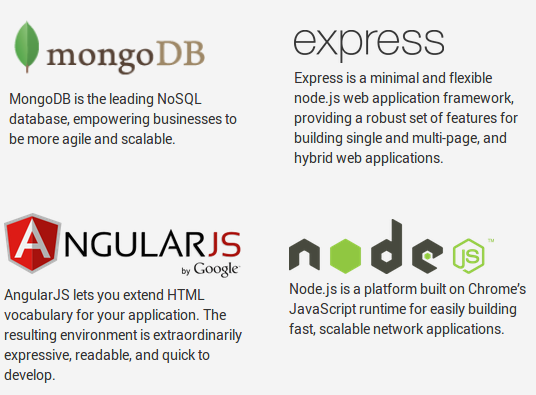 mongoDB
MongoDB is the leading NoSQL
database, empowering businesses to
be more agile and scalable.
express
Express is a minimal and flexible
node.js web application framework,
providing a robust set of features for
building single and multi-page, and
hybrid web applications.
ANGULARJS
by Google
AngularJS lets you extend HTML
vocabulary for your application. The
resulting environment is extraordinarily
expressive, readable, and quick to
develop.
node JS ™
Node.js is a platform built on Chrome's
JavaScript runtime for easily building
fast, scalable network applications.